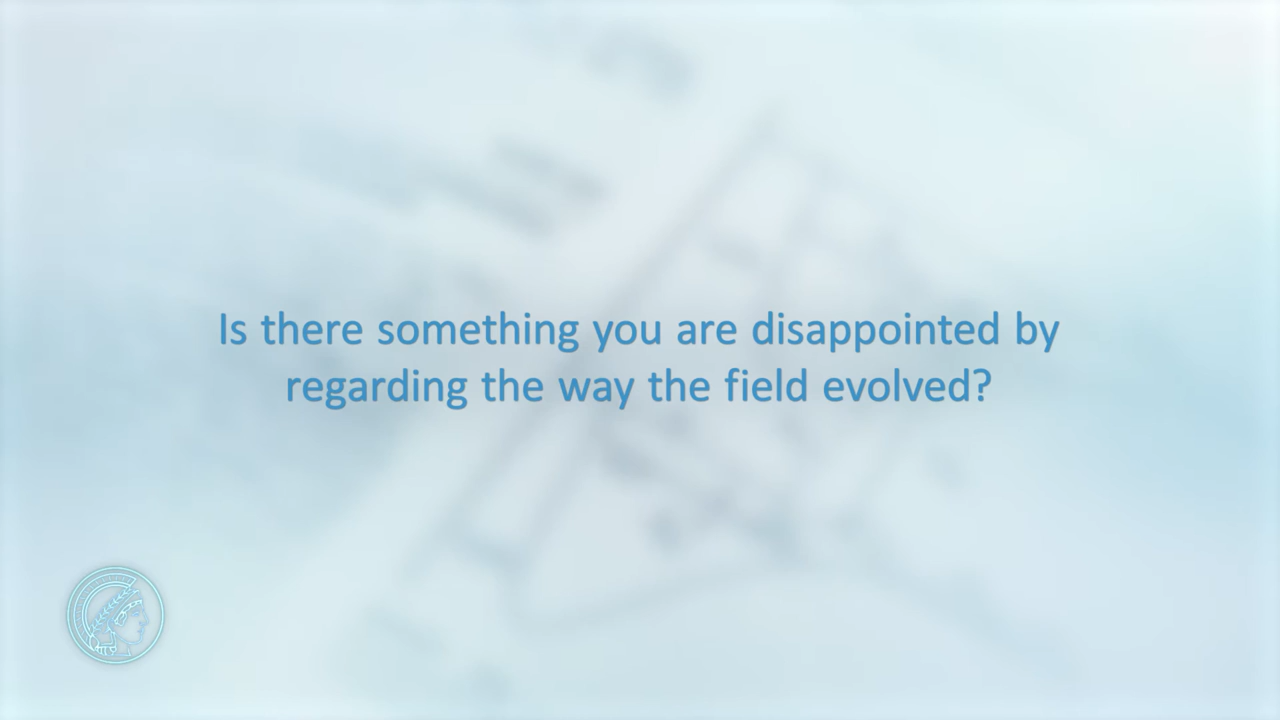 Is there something you are disappointed by
regarding the way the field evolved?